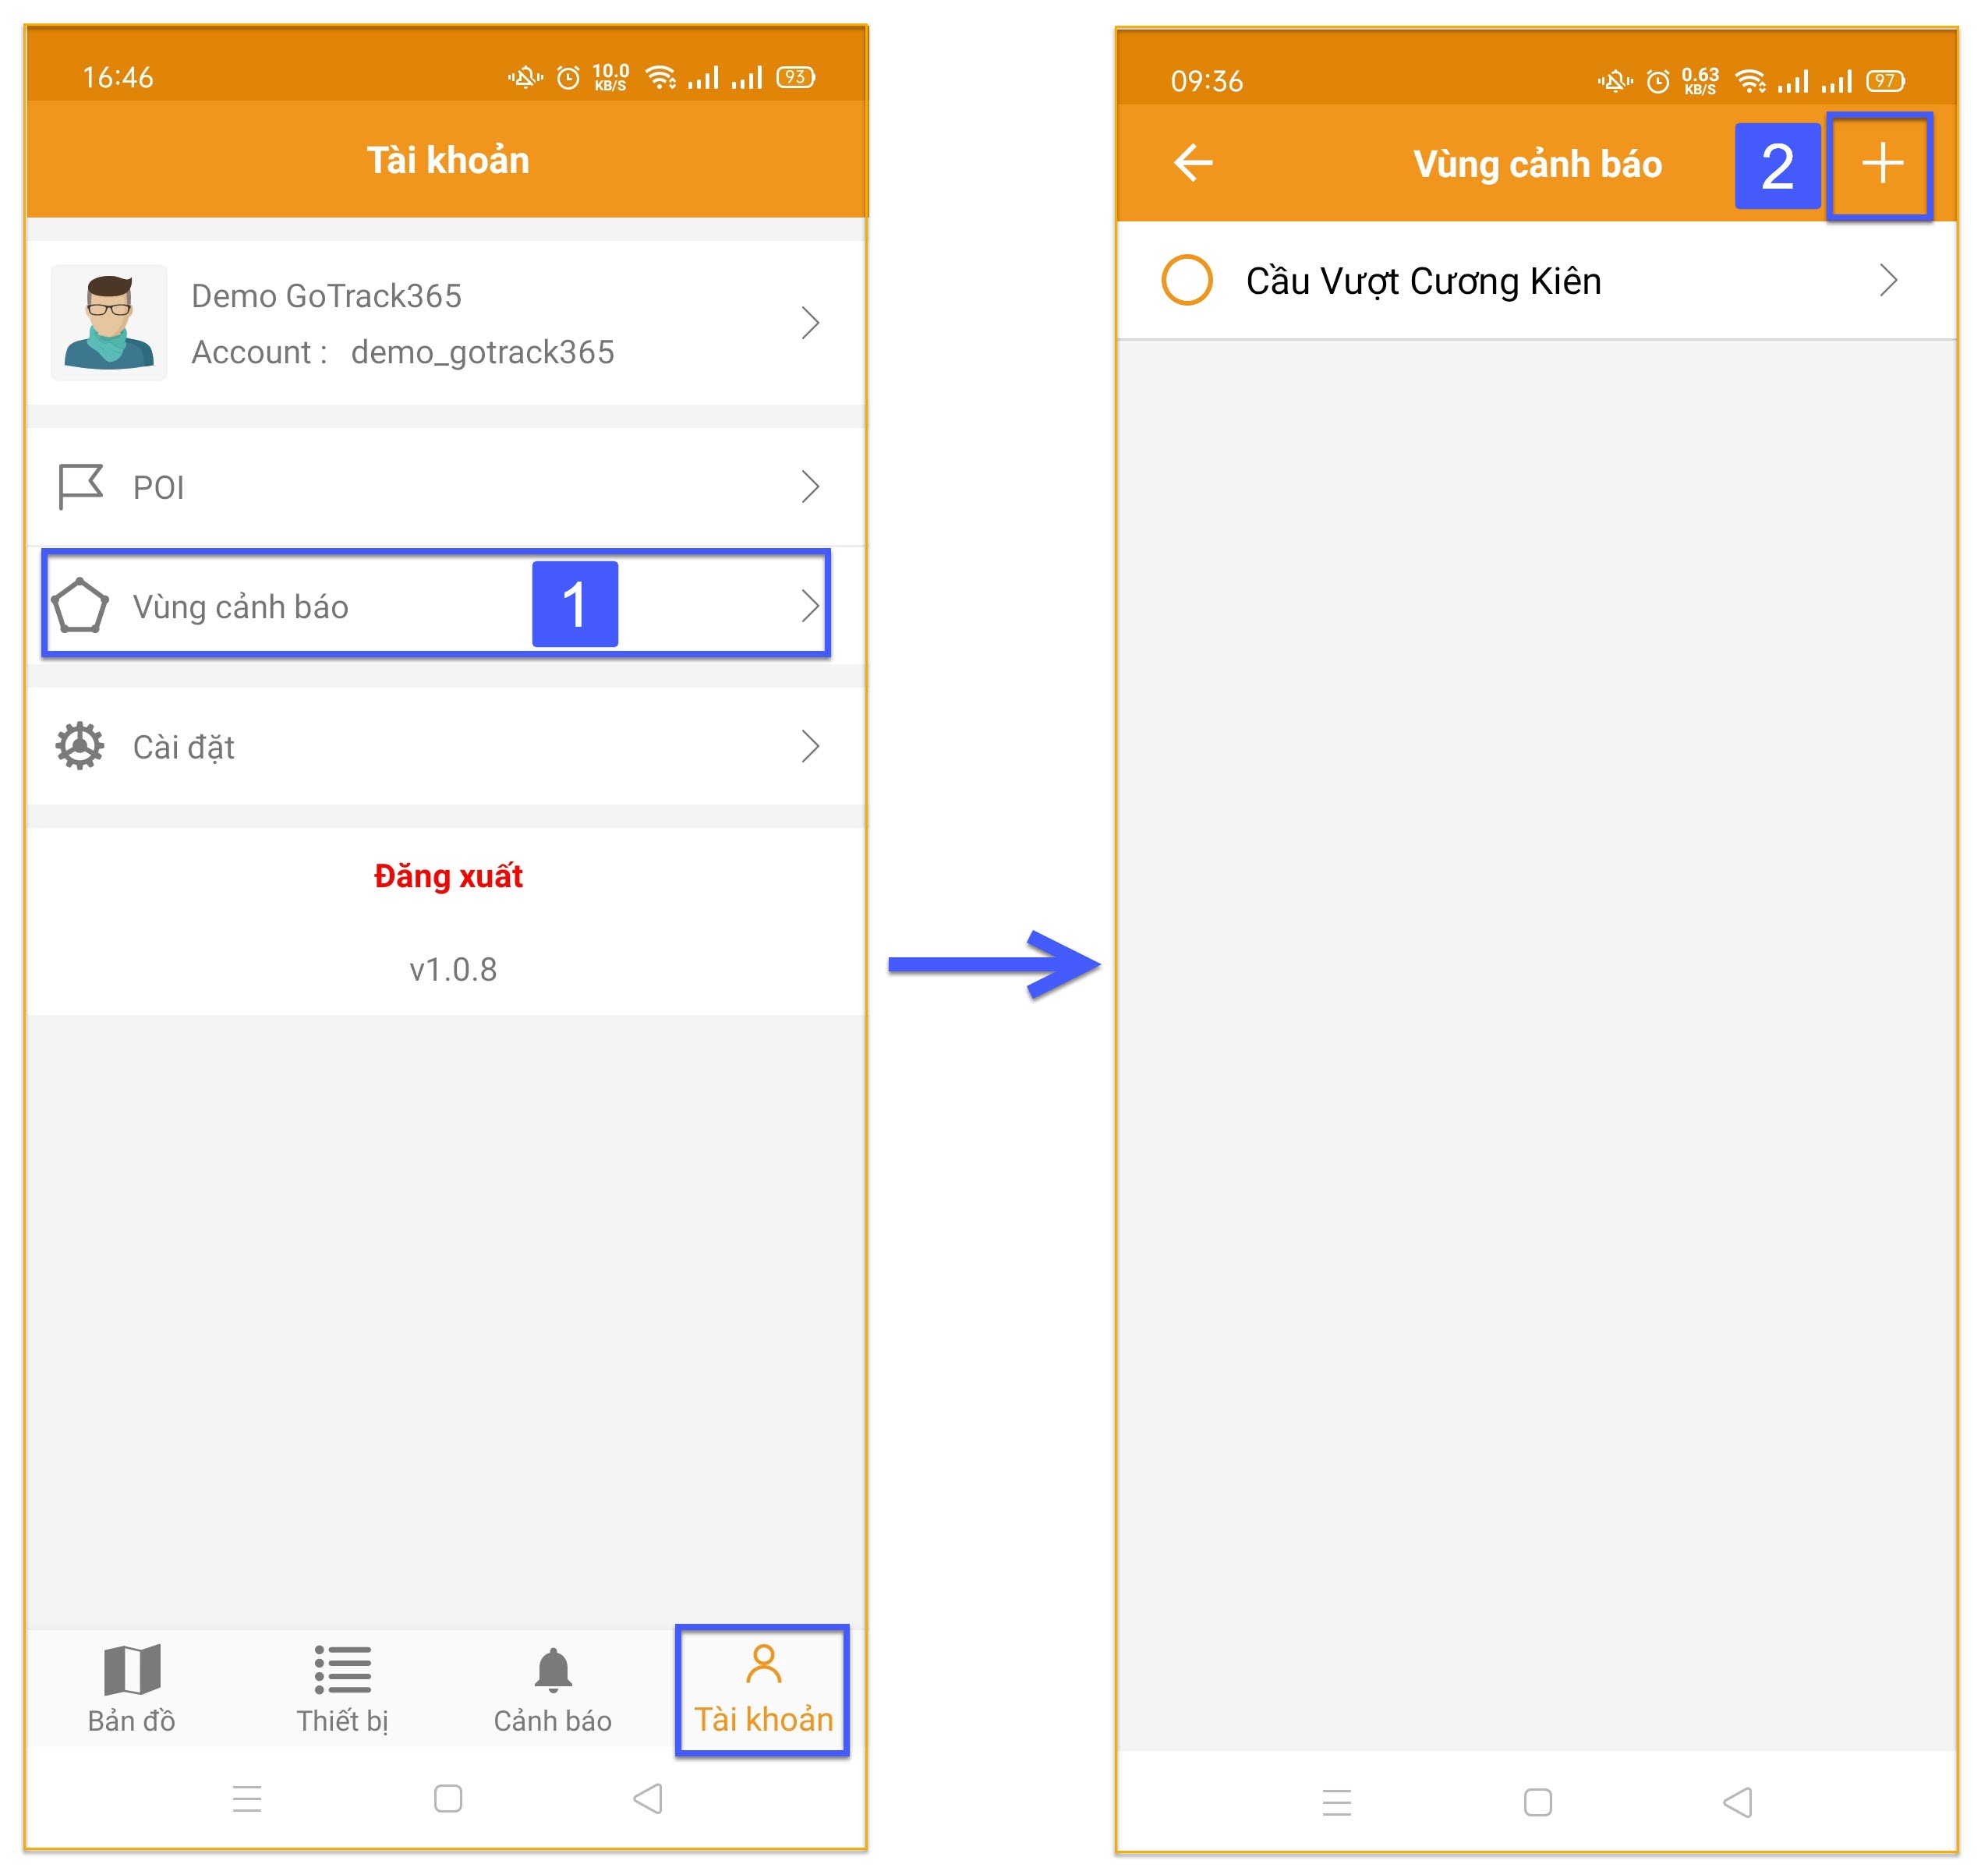 16:46
10.0
KB/S
93
Tài khoản
Demo GoTrack365
Account : demo_gotrack365
POI
Vùng cảnh báo
1
Cài đặt
Đăng xuất
v1.0.8
Bản đồ
Thiết bị
Cảnh báo
Tài khoản
09:36
0.63
KB/S
97
Vùng cảnh báo
2
Cầu Vượt Cương Kiên